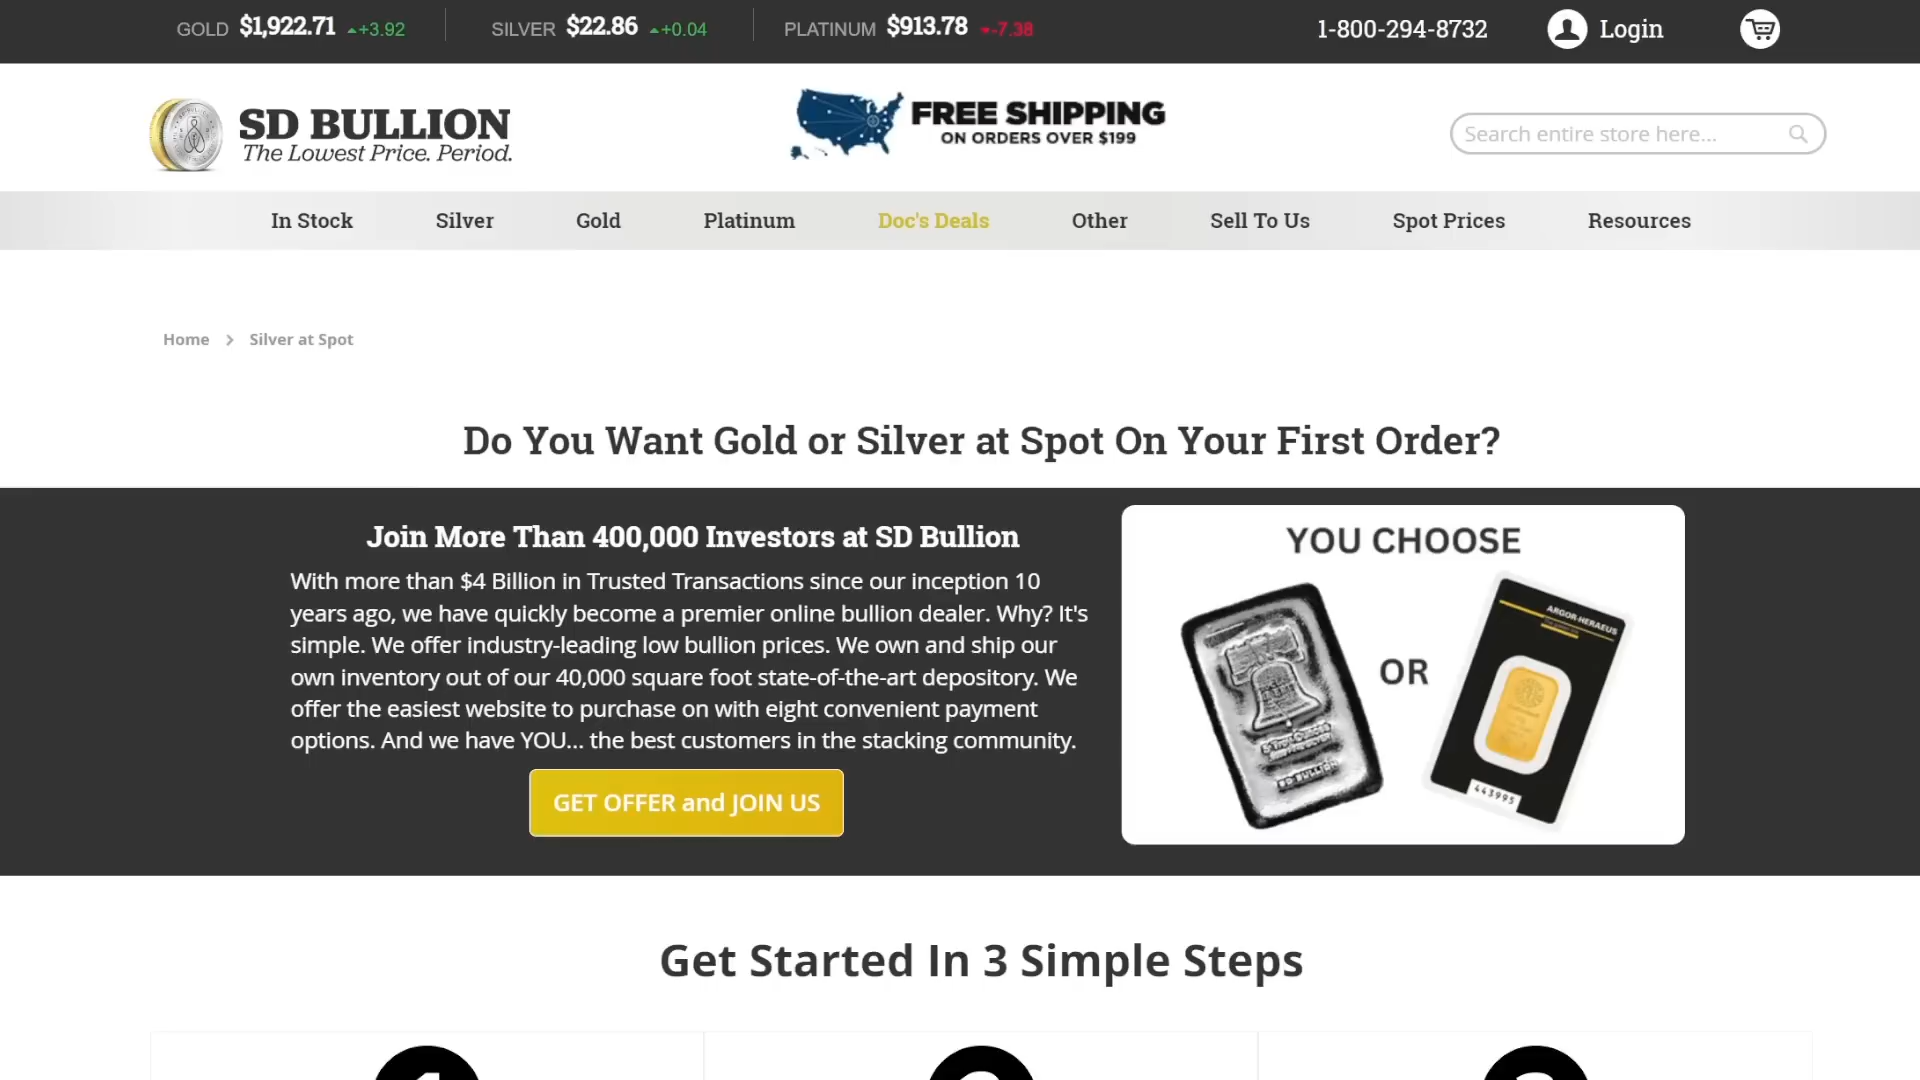 GOLD $1,922.71 +3.92 SILVER $22.86 +0.04 PLATINUM $913.78 -7.38 1-800-294-8732 Login
SD BULLION
The Lowest Price. Period.
FREE SHIPPING
ON ORDERS OVER $199
Search entire store here...
In Stock Silver Gold Platinum Doc's Deals Other Sell To Us Spot Prices Resources
Home > Silver at Spot
Do You Want Gold or Silver at Spot On Your First Order?
Join More Than 400,000 Investors at SD Bullion
With more than $4 Billion in Trusted Transactions since our inception 10
years ago, we have quickly become a premier online bullion dealer. Why? It's
simple. We offer industry-leading low bullion prices. We own and ship our
own inventory out of our 40,000 square foot state-of-the-art depository. We
offer the easiest website to purchase on with eight convenient payment
options. And we have YOU... the best customers in the stacking community.
GET OFFER and JOIN US
YOU CHOOSE
5 TROY OUNCES
SD BULLION
OR
ARGOR-HERAEUS
443995
Get Started In 3 Simple Steps